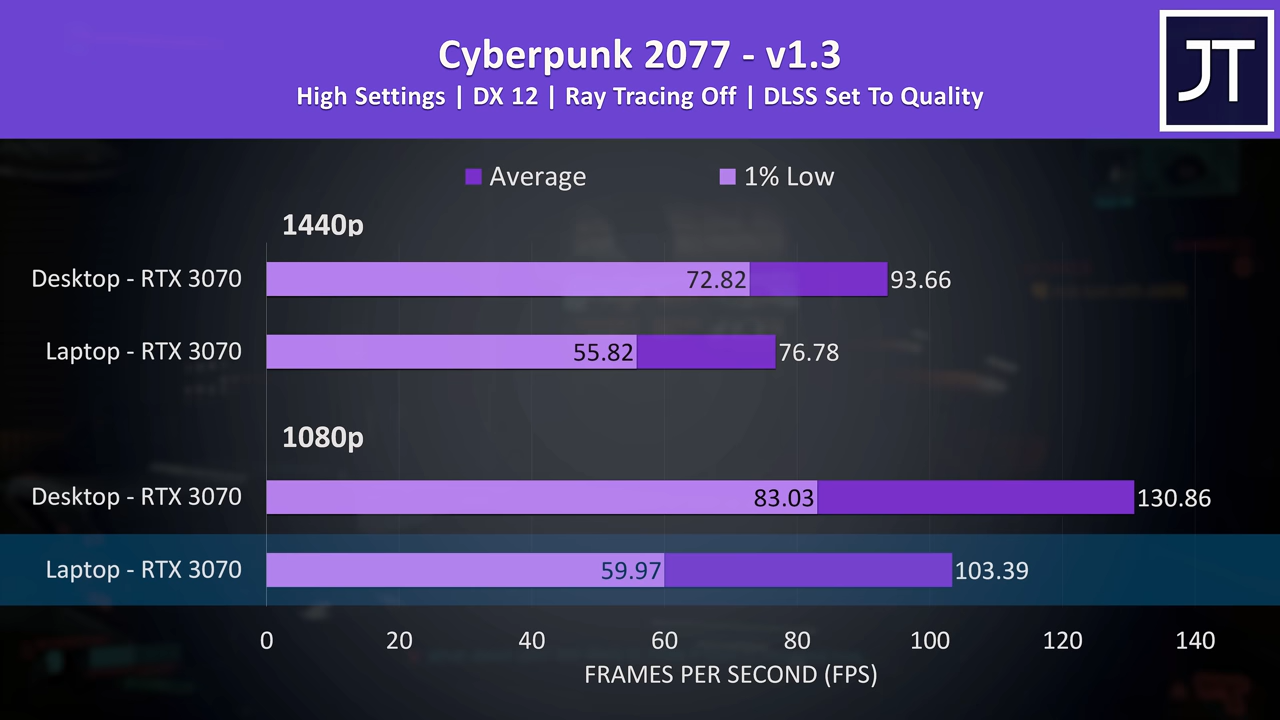 Cyberpunk 2077 - v1.3
High Settings | DX 12 | Ray Tracing Off | DLSS Set To Quality
JT
Average
1% Low
1440p
Desktop - RTX 3070
72.82
93.66
Laptop - RTX 3070
55.82
76.78
1080p
Desktop - RTX 3070
83.03
130.86
Laptop - RTX 3070
59.97
103.39
0 20 40 60 80 100 120 140
FRAMES PER SECOND (FPS)